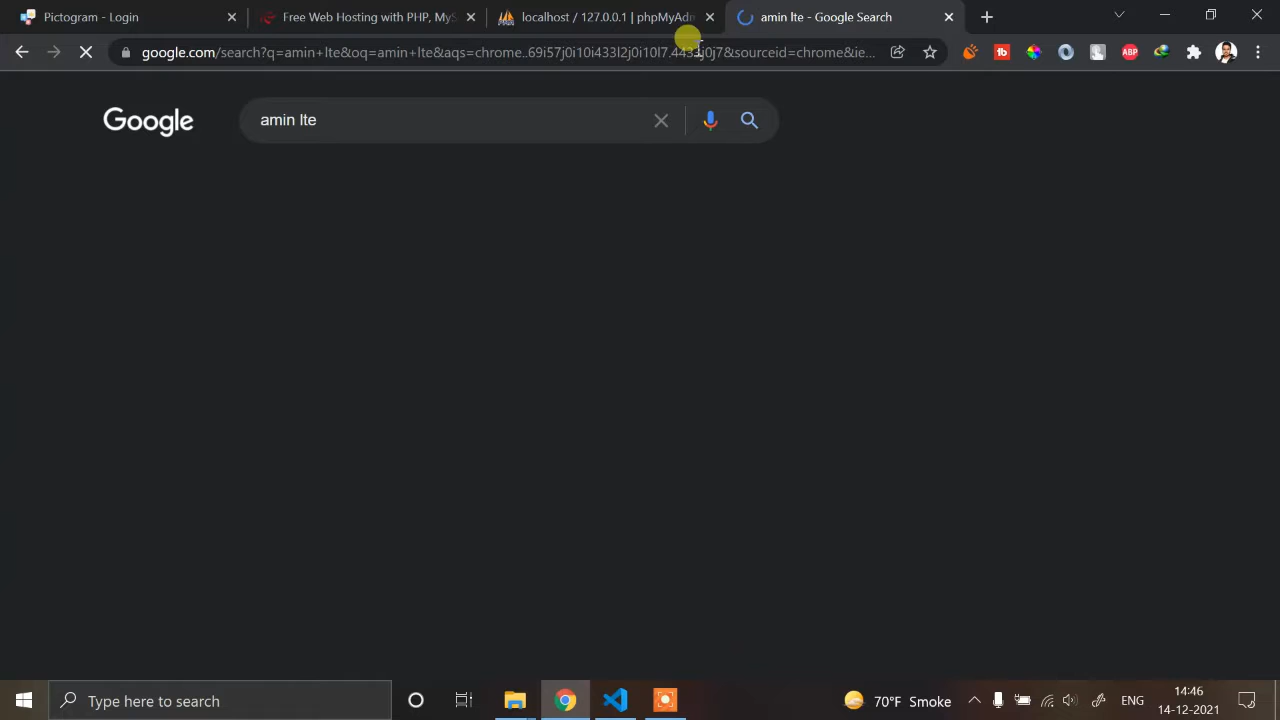 Pictogram - Login
Free Web Hosting with PHP, MyS
localhost / 127.0.0.1 | phpMyAdm
amin lte - Google Search
google.com/search?q=amin+lte&oq=amin+lte&aqs=chrome..69i57j0i10i433l2j0i10l7.4433j0j7&sourceid=chrome&ie...
tb
ABP
Google
amin lte
Type here to search
70°F Smoke
ENG
14:46
14-12-2021